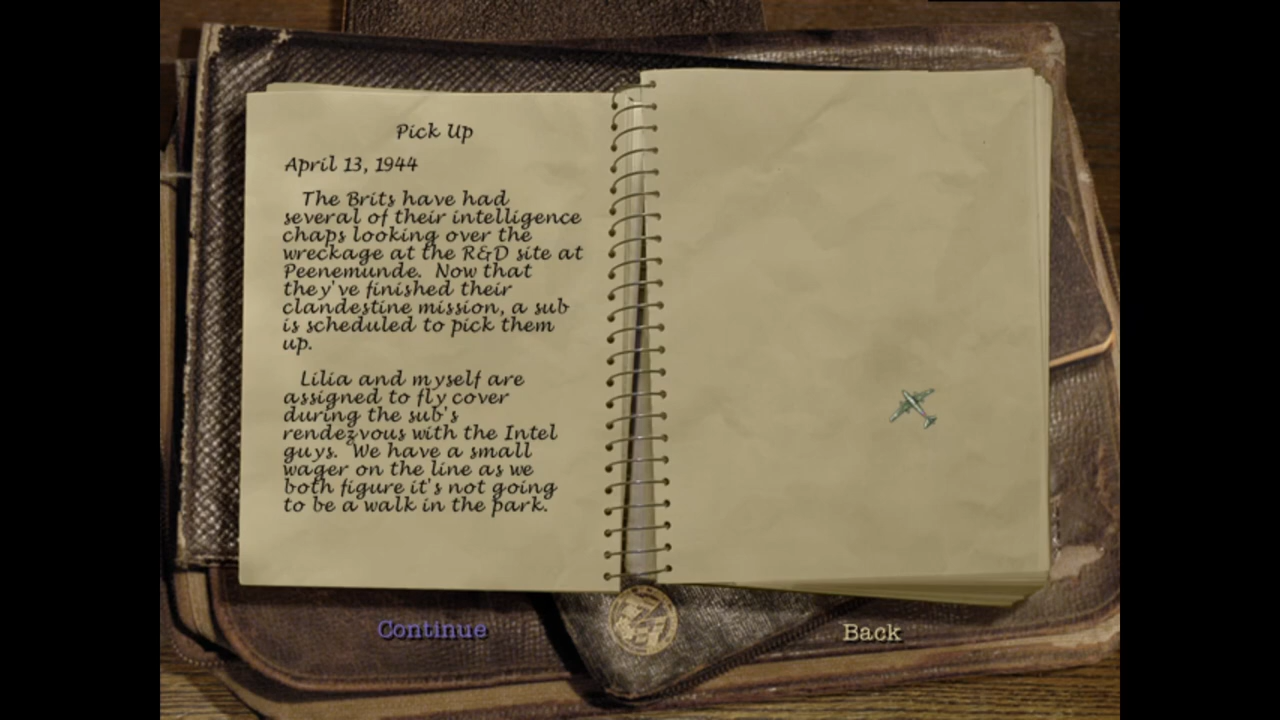 Pick Up
April 13, 1944
The Brits have had
several of their intelligence
chaps looking over the
wreckage at the R&D site at
Peenemunde. Now that
they've finished their
clandestine mission, a sub
is scheduled to pick them
up.
Lilia and myself are
assigned to fly cover
during the sub's
rendezvous with the Intel
guys. We have a small
wager on the line as we
both figure it's not going
to be a walk in the park.
Continue
Back